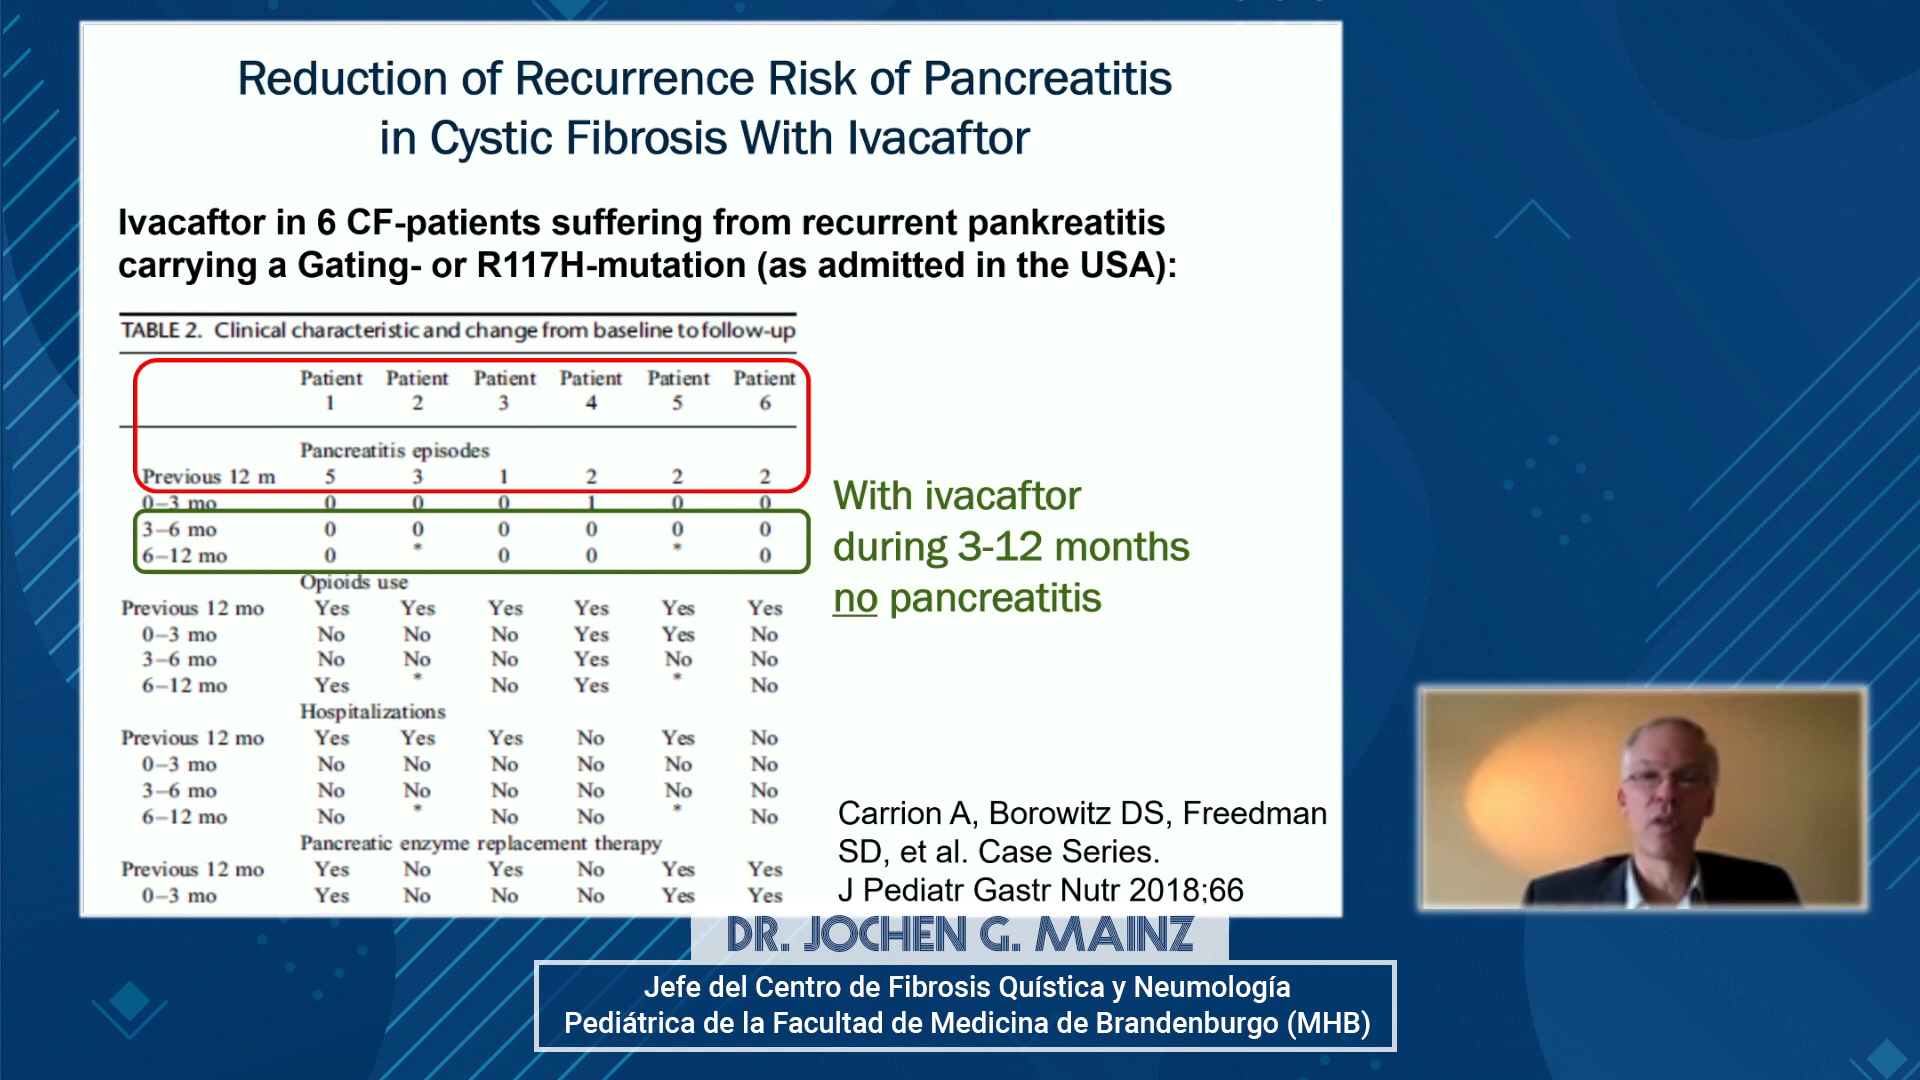 Reduction of Recurrence Risk of Pancreatitis
in Cystic Fibrosis With Ivacaftor
Ivacaftor in 6 CF-patients suffering from recurrent pankreatitis
carrying a Gating- or R117H-mutation (as admitted in the USA):
TABLE 2. Clinical characteristic and change from baseline to follow-up
Patient Patient Patient Patient Patient Patient
1 2 3 4 5 6
Pancreatitis episodes
Previous 12 m 5 3 1 2 2 2
0–3 mo 0 0 0 1 0 0
3–6 mo 0 0 0 0 0 0
6–12 mo 0 * 0 0 * 0
Opioids use
Previous 12 mo Yes Yes Yes Yes Yes Yes
0–3 mo No No No Yes Yes No
3–6 mo No No No Yes No No
6–12 mo Yes * No Yes * No
Hospitalizations
Previous 12 mo Yes Yes Yes No Yes No
0–3 mo No No No No No No
3–6 mo No No No No No No
6–12 mo No * No No * No
Pancreatic enzyme replacement therapy
Previous 12 mo Yes No Yes No Yes Yes
0–3 mo Yes No No No Yes Yes
With ivacaftor
during 3-12 months
no pancreatitis
Carrion A, Borowitz DS, Freedman
SD, et al. Case Series.
J Pediatr Gastr Nutr 2018;66
DR. JOCHEN G. MAINZ
Jefe del Centro de Fibrosis Quística y Neumología
Pediátrica de la Facultad de Medicina de Brandenburgo (MHB)